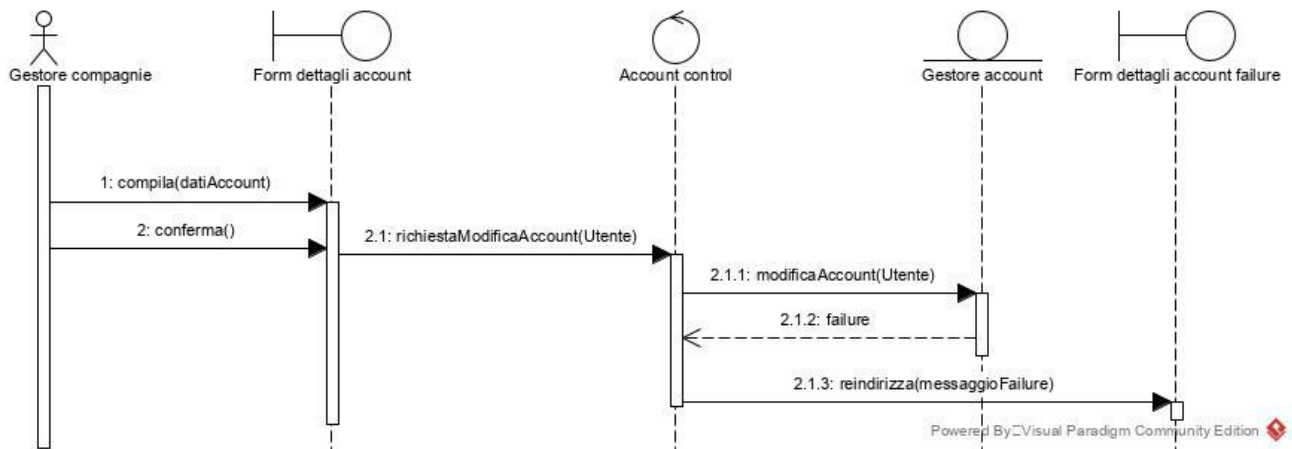 Gestore compagnie
Form dettagli account
Account control
Gestore account
Form dettagli account failure
1: compila(datiAccount)
2: conferma()
2.1: richiestaModificaAccount(Utente)
2.1.1: modificaAccount(Utente)
2.1.2: failure
2.1.3: reindirizza(messaggioFailure)
Powered By Visual Paradigm Community Edition